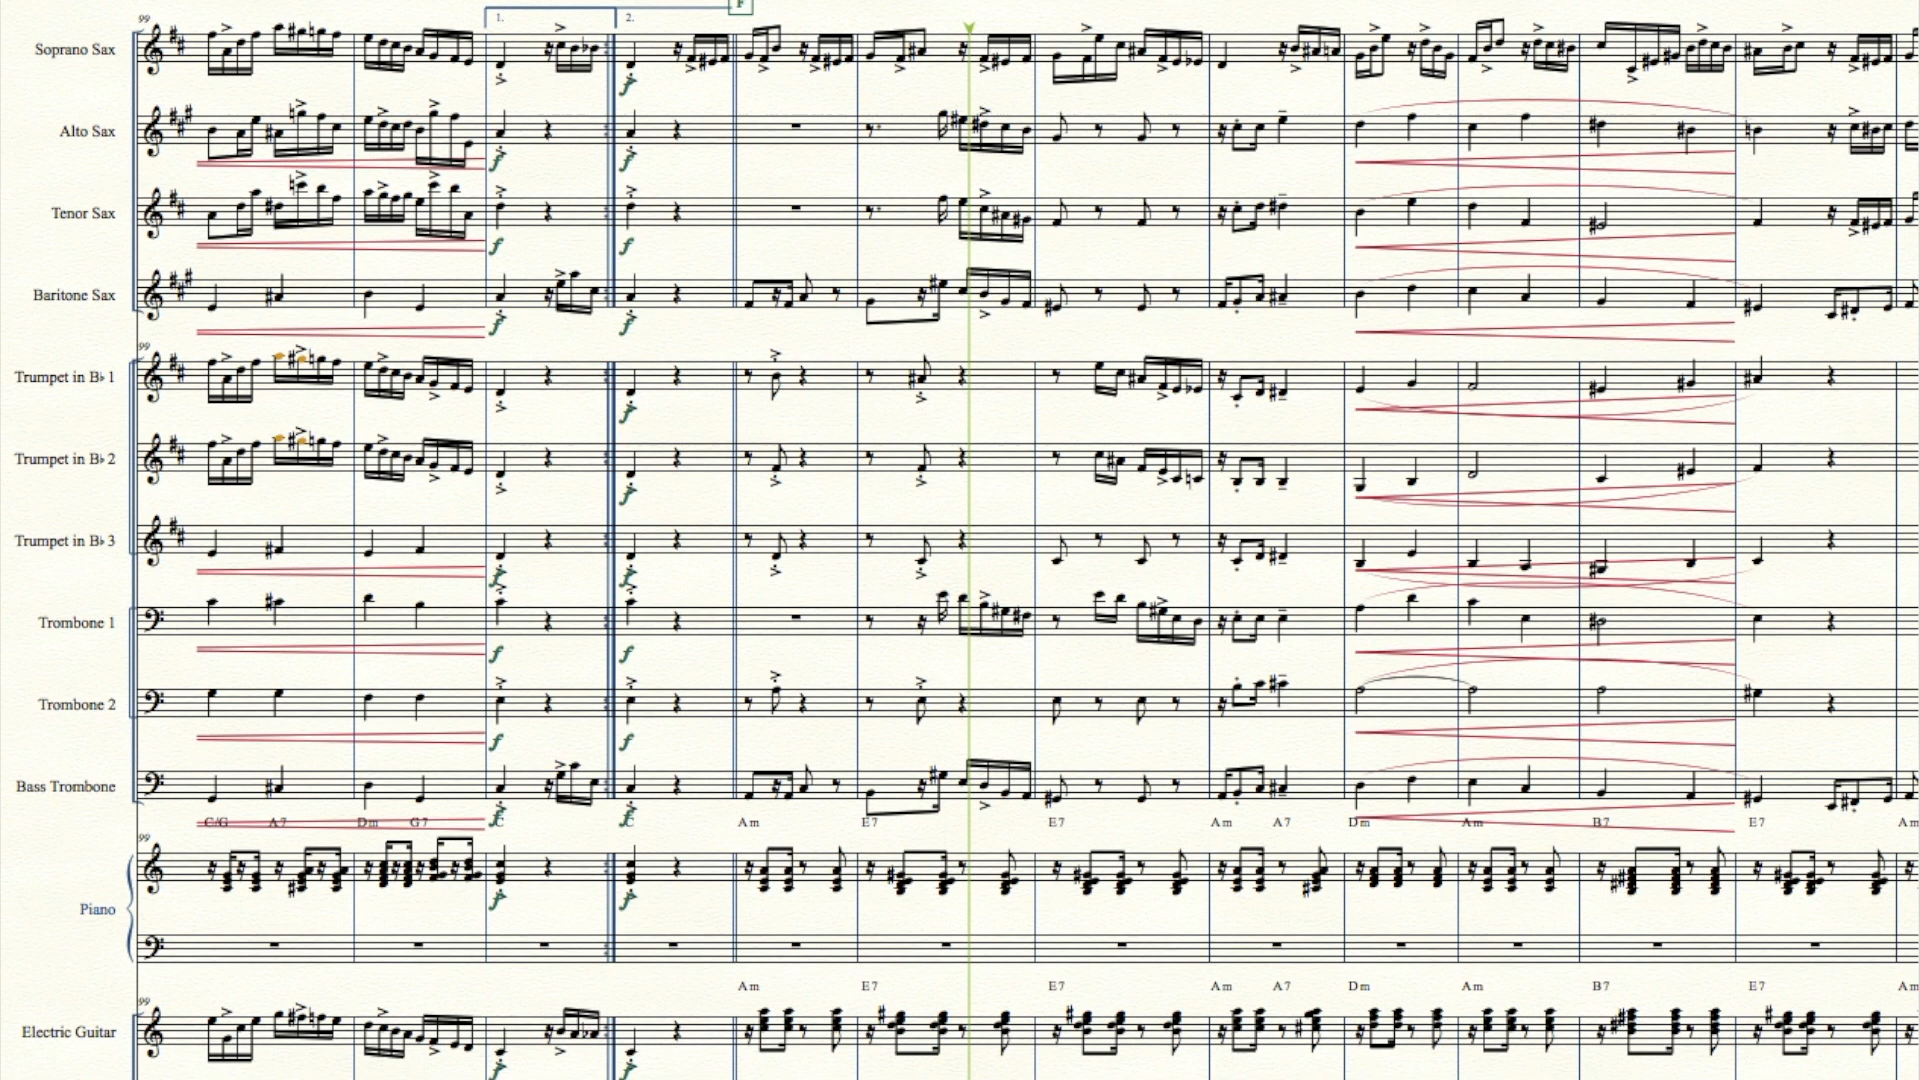 F
99
1. 2.
Soprano Sax
Alto Sax
f f
Tenor Sax
f f
Baritone Sax
f f
99
Trumpet in B♭ 1
f
Trumpet in B♭ 2
f
Trumpet in B♭ 3
f f
Trombone 1
f f
Trombone 2
f f
Bass Trombone
f f
C/G A7 Dm G7 C C Am E7 E7 Am A7 Dm Am B7 E7 Am
99
Piano
f f
Am E7 E7 Am A7 Dm Am B7 E7 Am
99
Electric Guitar
f f